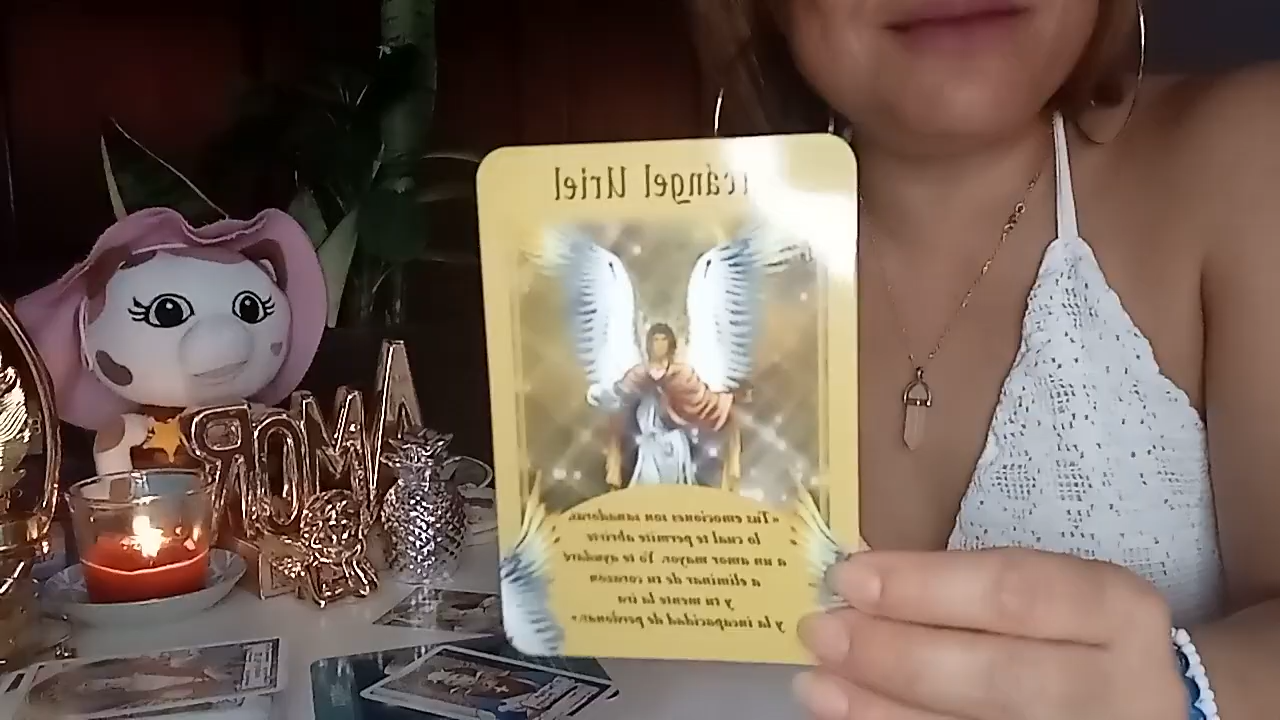 Arcángel Uriel
«Tus emociones son sanadoras,
lo cual te permite abrirte
a un amor mayor. Yo te ayudaré
a eliminar de tu corazón
y tu mente la ira
y la incapacidad de perdonar.»
AMOR